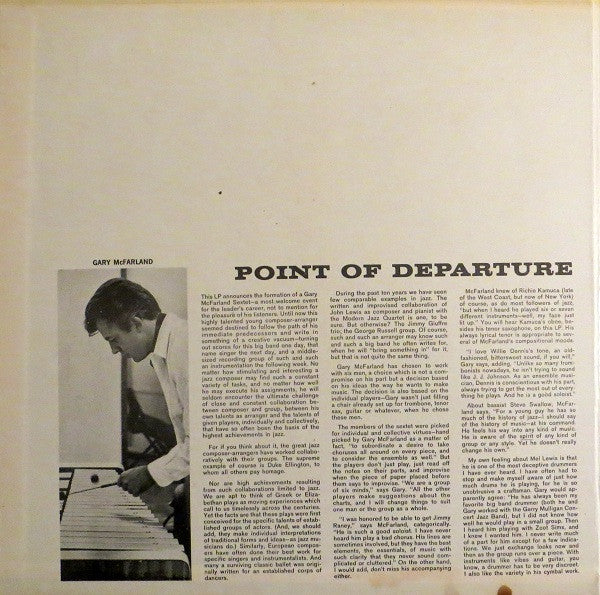 GARY McFARLAND
POINT OF DEPARTURE
This LP announces the formation of a Gary
McFarland Sextet—a most welcome event
for the leader's career, not to mention for
the pleasure of his listeners. Until now this
highly talented young composer-arranger
seemed destined to follow the path of his
immediate predecessors and write in
something of a creative vacuum—turning
out scores for this big band one day, that
name singer the next day, and a middle-
sized recording group of such and such
an instrumentation the following week. No
matter how stimulating and interesting a
jazz composer may find such a constant
variety of tasks, and no matter how well
he may execute his assignments, he will
seldom encounter the ultimate challenge
of close and constant collaboration be-
tween composer and group, between his
own talents as arranger and the talents of
given players, individually and collectively,
that have so often been the basis of the
highest achievements in jazz.
For if you think about it, the great jazz
composer-arrangers have worked collabo-
ratively with their groups. The supreme
example of course is Duke Ellington, to
whom all others pay homage.
Nor are high achievements resulting
from such collaborations limited to jazz.
We are apt to think of Greek or Eliza-
bethan plays as moving experiences which
call to us timelessly across the centuries.
Yet the facts are that those plays were first
conceived for the specific talents of estab-
lished groups of actors. (And, we should
add, they make individual interpretations
of traditional forms and ideas—as jazz mu-
sicians do.) Similarly, European compos-
ers have often done their best work for
specific singers and instrumentalists. And
many a surviving classic ballet was origi-
nally written for an established corps of
dancers.
During the past ten years we have seen
few comparable examples in jazz. The
written and improvised collaboration of
John Lewis as composer and pianist with
the Modern Jazz Quartet is one, to be
sure. But otherwise? The Jimmy Giuffre
trio; the George Russell group. Of course,
such and such an arranger may know such
and such a big band he often writes for,
when he will "bring something in" for it,
but that is not quite the same thing.
Gary McFarland has chosen to work
with his men, a choice which is not a com-
promise on his part but a decision based
on his ideas the way he wants to make
music. The decision is also based on the
individual players—Gary wasn't just filling
a chair already set up for trombone, tenor
sax, guitar or whatever, when he chose
these men.
The members of the sextet were picked
for individual and collective virtues—hand
picked by Gary McFarland as a matter of
fact, "to subordinate a desire to take
choruses all around on every piece, and
to consider the ensemble as well." But
the players don't just play, just read off
the notes on their parts, and improvise
when the piece of paper placed before
them says to improvise. "We are a group
of six minds," says Gary. "All the other
players make suggestions about the
charts, and I will change things to suit
one man or the group as a whole.
"I was honored to be able to get Jimmy
Raney," says McFarland, categorically.
"He is such a good soloist. I have never
heard him play a bad chorus. His lines are
sometimes involved, but they have the best
elements, the essentials, of music with
such clarity that they never sound com-
plicated or cluttered." On the other hand,
I would add, don't miss his accompanying
either.
McFarland knew of Richie Kamuca (late
of the West Coast, but now of New York)
of course, as do most followers of jazz,
"but when I heard he played six or seven
different instruments—well, my face just
lit up." You will hear Kamuca's oboe, be-
sides his tenor saxophone, on this LP. His
always lyrical tenor is appropriate to sev-
eral of McFarland's compositional moods.
"I love Willie Dennis's tone, an old-
fashioned, bittersweet sound, if you will,"
Gary says, adding, "Unlike so many trom-
bonists nowadays, he isn't trying to sound
like J. J. Johnson. As an ensemble musi-
cian, Dennis is conscientious with his part,
always trying to get the most out of every-
thing he plays. And he is a good soloist."
About bassist Steve Swallow, McFar-
land says, "For a young guy he has so
much of the history of jazz—I should say
of the history of music—at his command.
He feels his way into any kind of music.
He is aware of the spirit of any kind of
group or any style. Yet he doesn't really
change his own."
My own feeling about Mel Lewis is that
he is one of the most deceptive drummers
I have ever heard. I have often had to
stop and make myself aware of just how
much drums he is playing, for he is so
unobtrusive a craftsman. Gary would ap-
parently agree: "He has always been my
favorite big band drummer (both he and
Gary worked with the Gerry Mulligan Con-
cert Jazz Band), but I did not know how
well he would play in a small group. Then
I heard him playing with Zoot Sims, and
I knew I wanted him. I never write much
of a part for him except for a few indica-
tions. We just exchange looks now and
then as the group runs over a piece. With
instruments like vibes and guitar, you
know, a drummer has to be very discreet.
I also like the variety in his cymbal work.